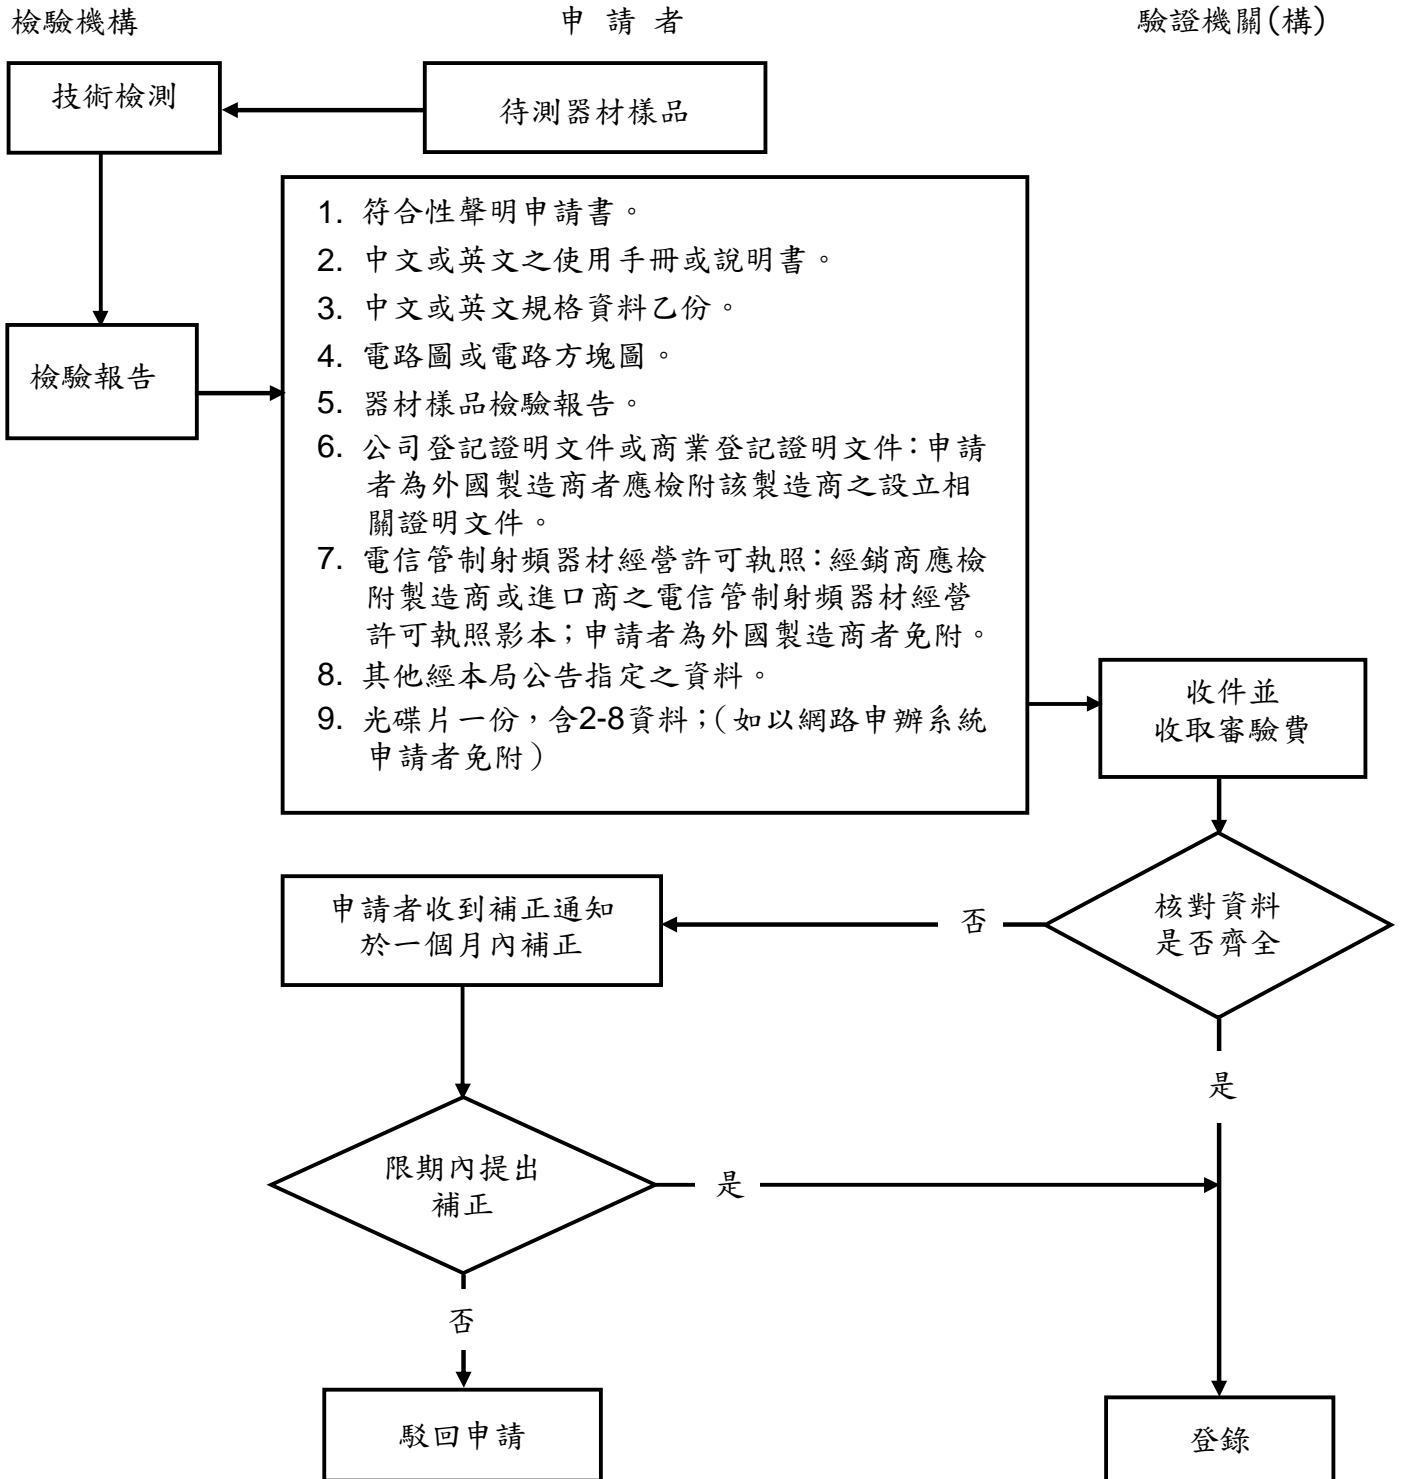 檢驗機構
申 請 者
驗證機關(構)
技術檢測
待測器材樣品
1. 符合性聲明申請書。
2. 中文或英文之使用手冊或說明書。
3. 中文或英文規格資料乙份。
4. 電路圖或電路方塊圖。
5. 器材樣品檢驗報告。
6. 公司登記證明文件或商業登記證明文件：申請
者為外國製造商者應檢附該製造商之設立相
關證明文件。
7. 電信管制射頻器材經營許可執照：經銷商應檢
附製造商或進口商之電信管制射頻器材經營
許可執照影本；申請者為外國製造商者免附。
8. 其他經本局公告指定之資料。
9. 光碟片一份，含2-8資料；（如以網路申辦系統
申請者免附）
檢驗報告
收件並
收取審驗費
核對資料
是否齊全
否
申請者收到補正通知
於一個月內補正
是
限期內提出
補正
是
否
駁回申請
登錄